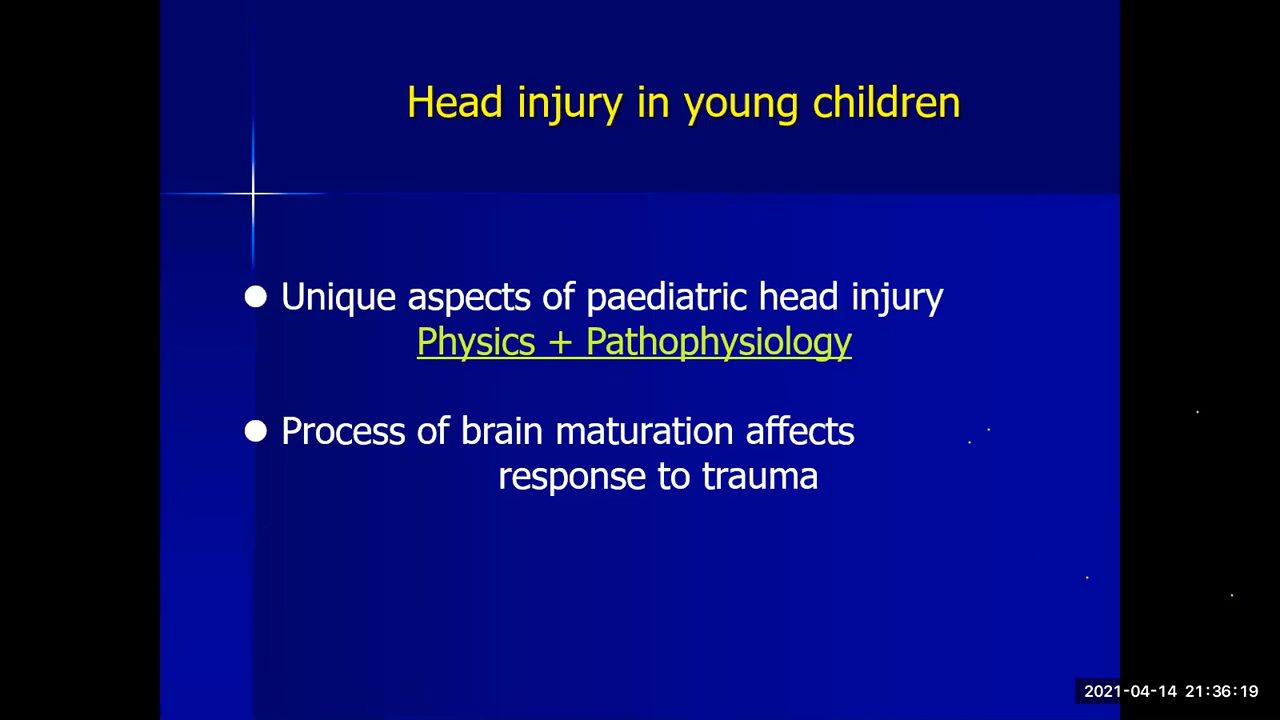 Head injury in young children
● Unique aspects of paediatric head injury
Physics + Pathophysiology
● Process of brain maturation affects
response to trauma
2021-04-14 21:36:19